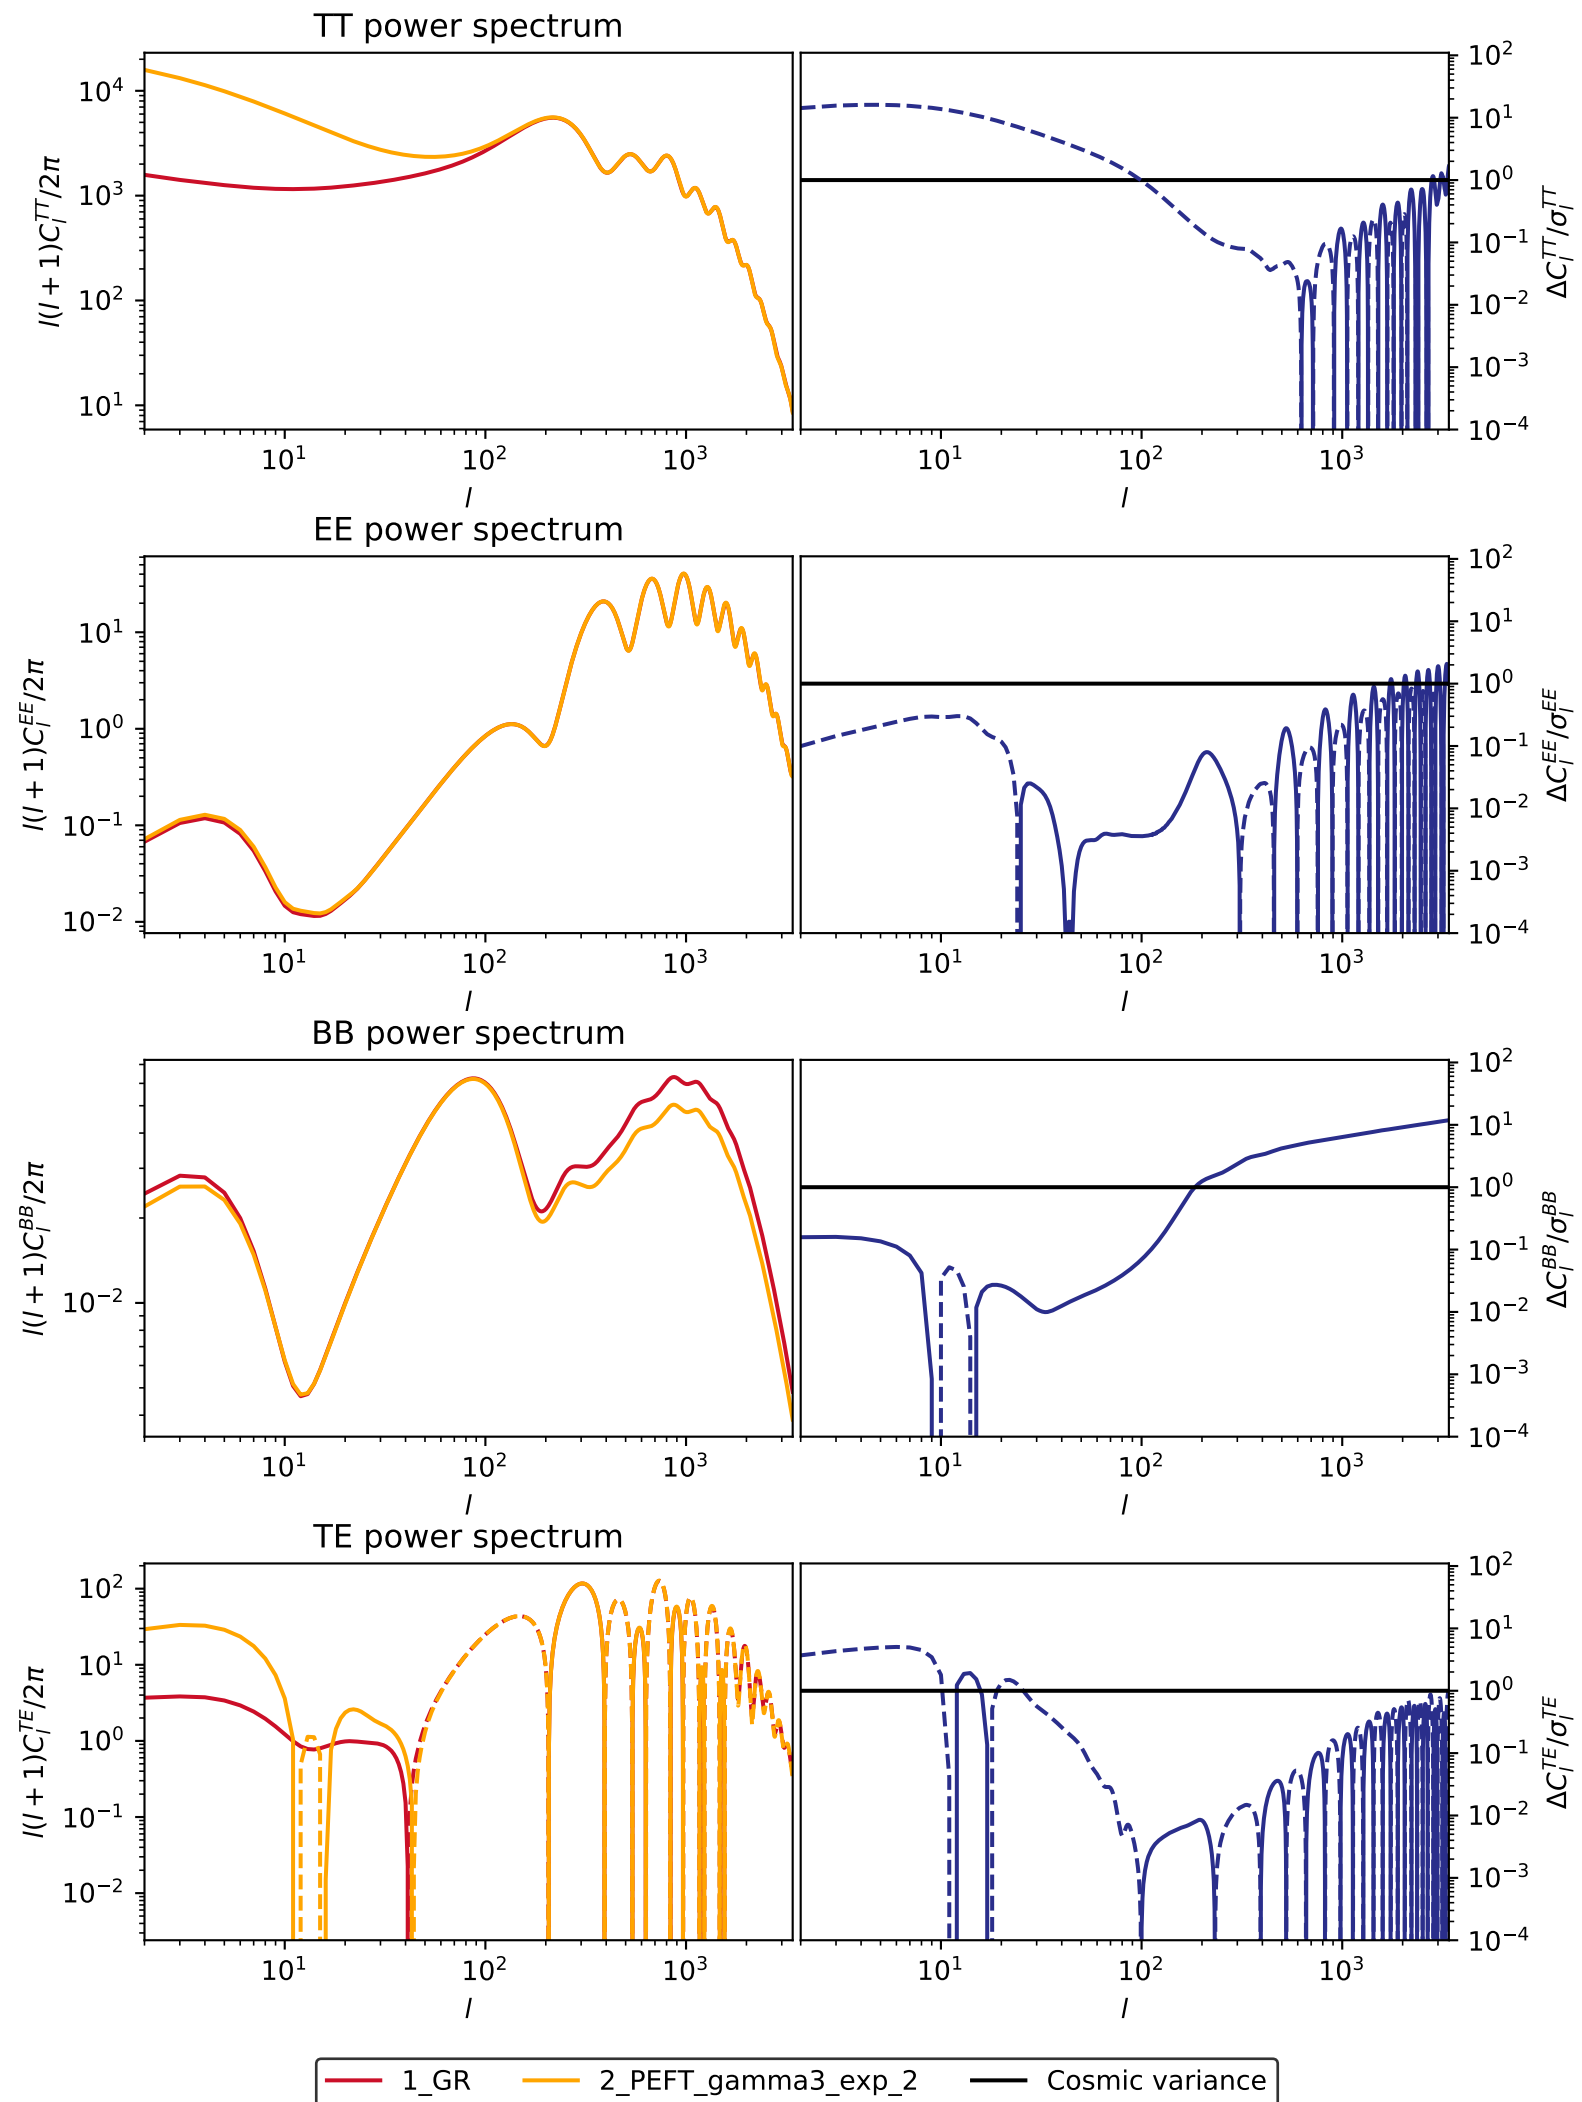 TT power spectrum
l(l + 1)C_l^{TT}/2π
10^4
10^3
10^2
10^1
10^1 10^2 10^3
l
10^2
10^1
10^0
10^{-1}
10^{-2}
10^{-3}
10^{-4}
10^1 10^2 10^3
l
ΔC_l^{TT}/σ_l^{TT}
EE power spectrum
l(l + 1)C_l^{EE}/2π
10^1
10^0
10^{-1}
10^{-2}
10^1 10^2 10^3
l
10^2
10^1
10^0
10^{-1}
10^{-2}
10^{-3}
10^{-4}
10^1 10^2 10^3
l
ΔC_l^{EE}/σ_l^{EE}
BB power spectrum
l(l + 1)C_l^{BB}/2π
10^{-2}
10^1 10^2 10^3
l
10^2
10^1
10^0
10^{-1}
10^{-2}
10^{-3}
10^{-4}
10^1 10^2 10^3
l
ΔC_l^{BB}/σ_l^{BB}
TE power spectrum
l(l + 1)C_l^{TE}/2π
10^2
10^1
10^0
10^{-1}
10^{-2}
10^1 10^2 10^3
l
10^2
10^1
10^0
10^{-1}
10^{-2}
10^{-3}
10^{-4}
10^1 10^2 10^3
l
ΔC_l^{TE}/σ_l^{TE}
1_GR 2_PEFT_gamma3_exp_2 Cosmic variance